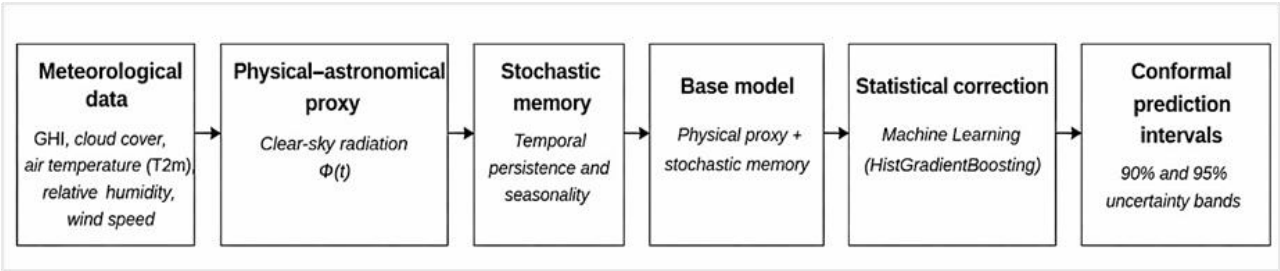 Meteorological
data
GHI, cloud cover,
air temperature (T2m),
relative humidity,
wind speed
Physical–astronomical
proxy
Clear-sky radiation
Φ(t)
Stochastic
memory
Temporal
persistence and
seasonality
Base model
Physical proxy +
stochastic memory
Statistical correction
Machine Learning
(HistGradientBoosting)
Conformal
prediction
intervals
90% and 95%
uncertainty bands